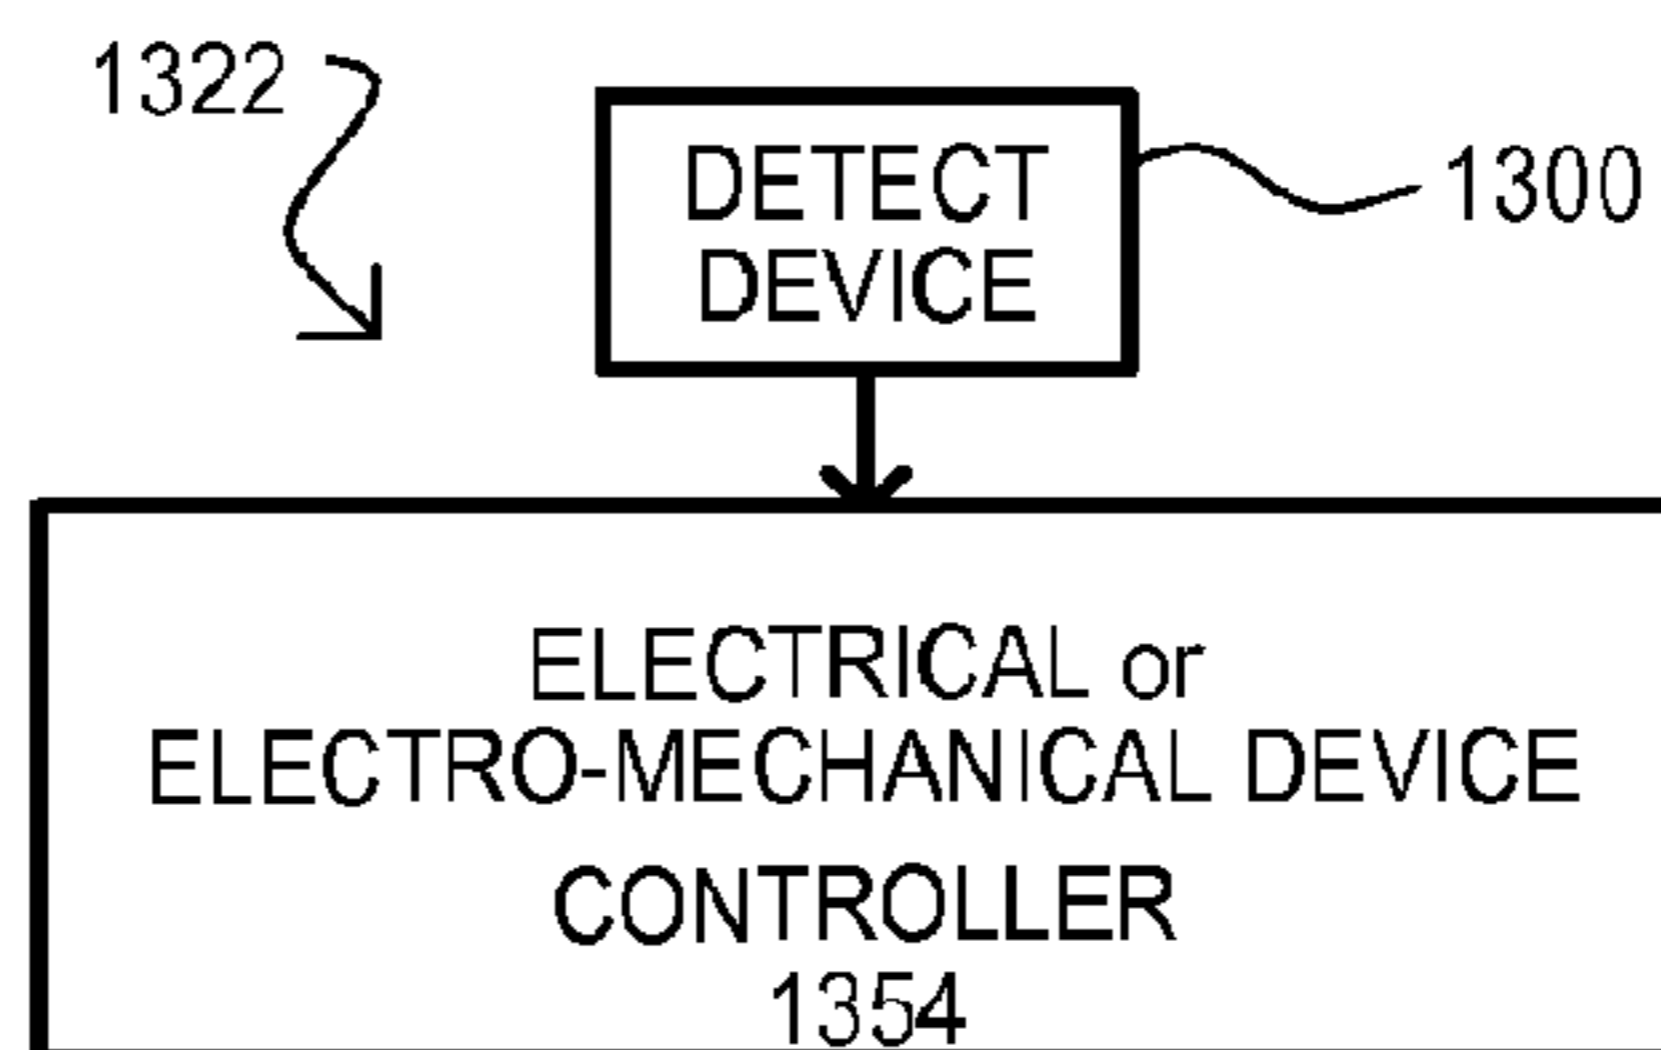 1322
DETECT
DEVICE
1300
ELECTRICAL or
ELECTRO-MECHANICAL DEVICE
CONTROLLER
1354